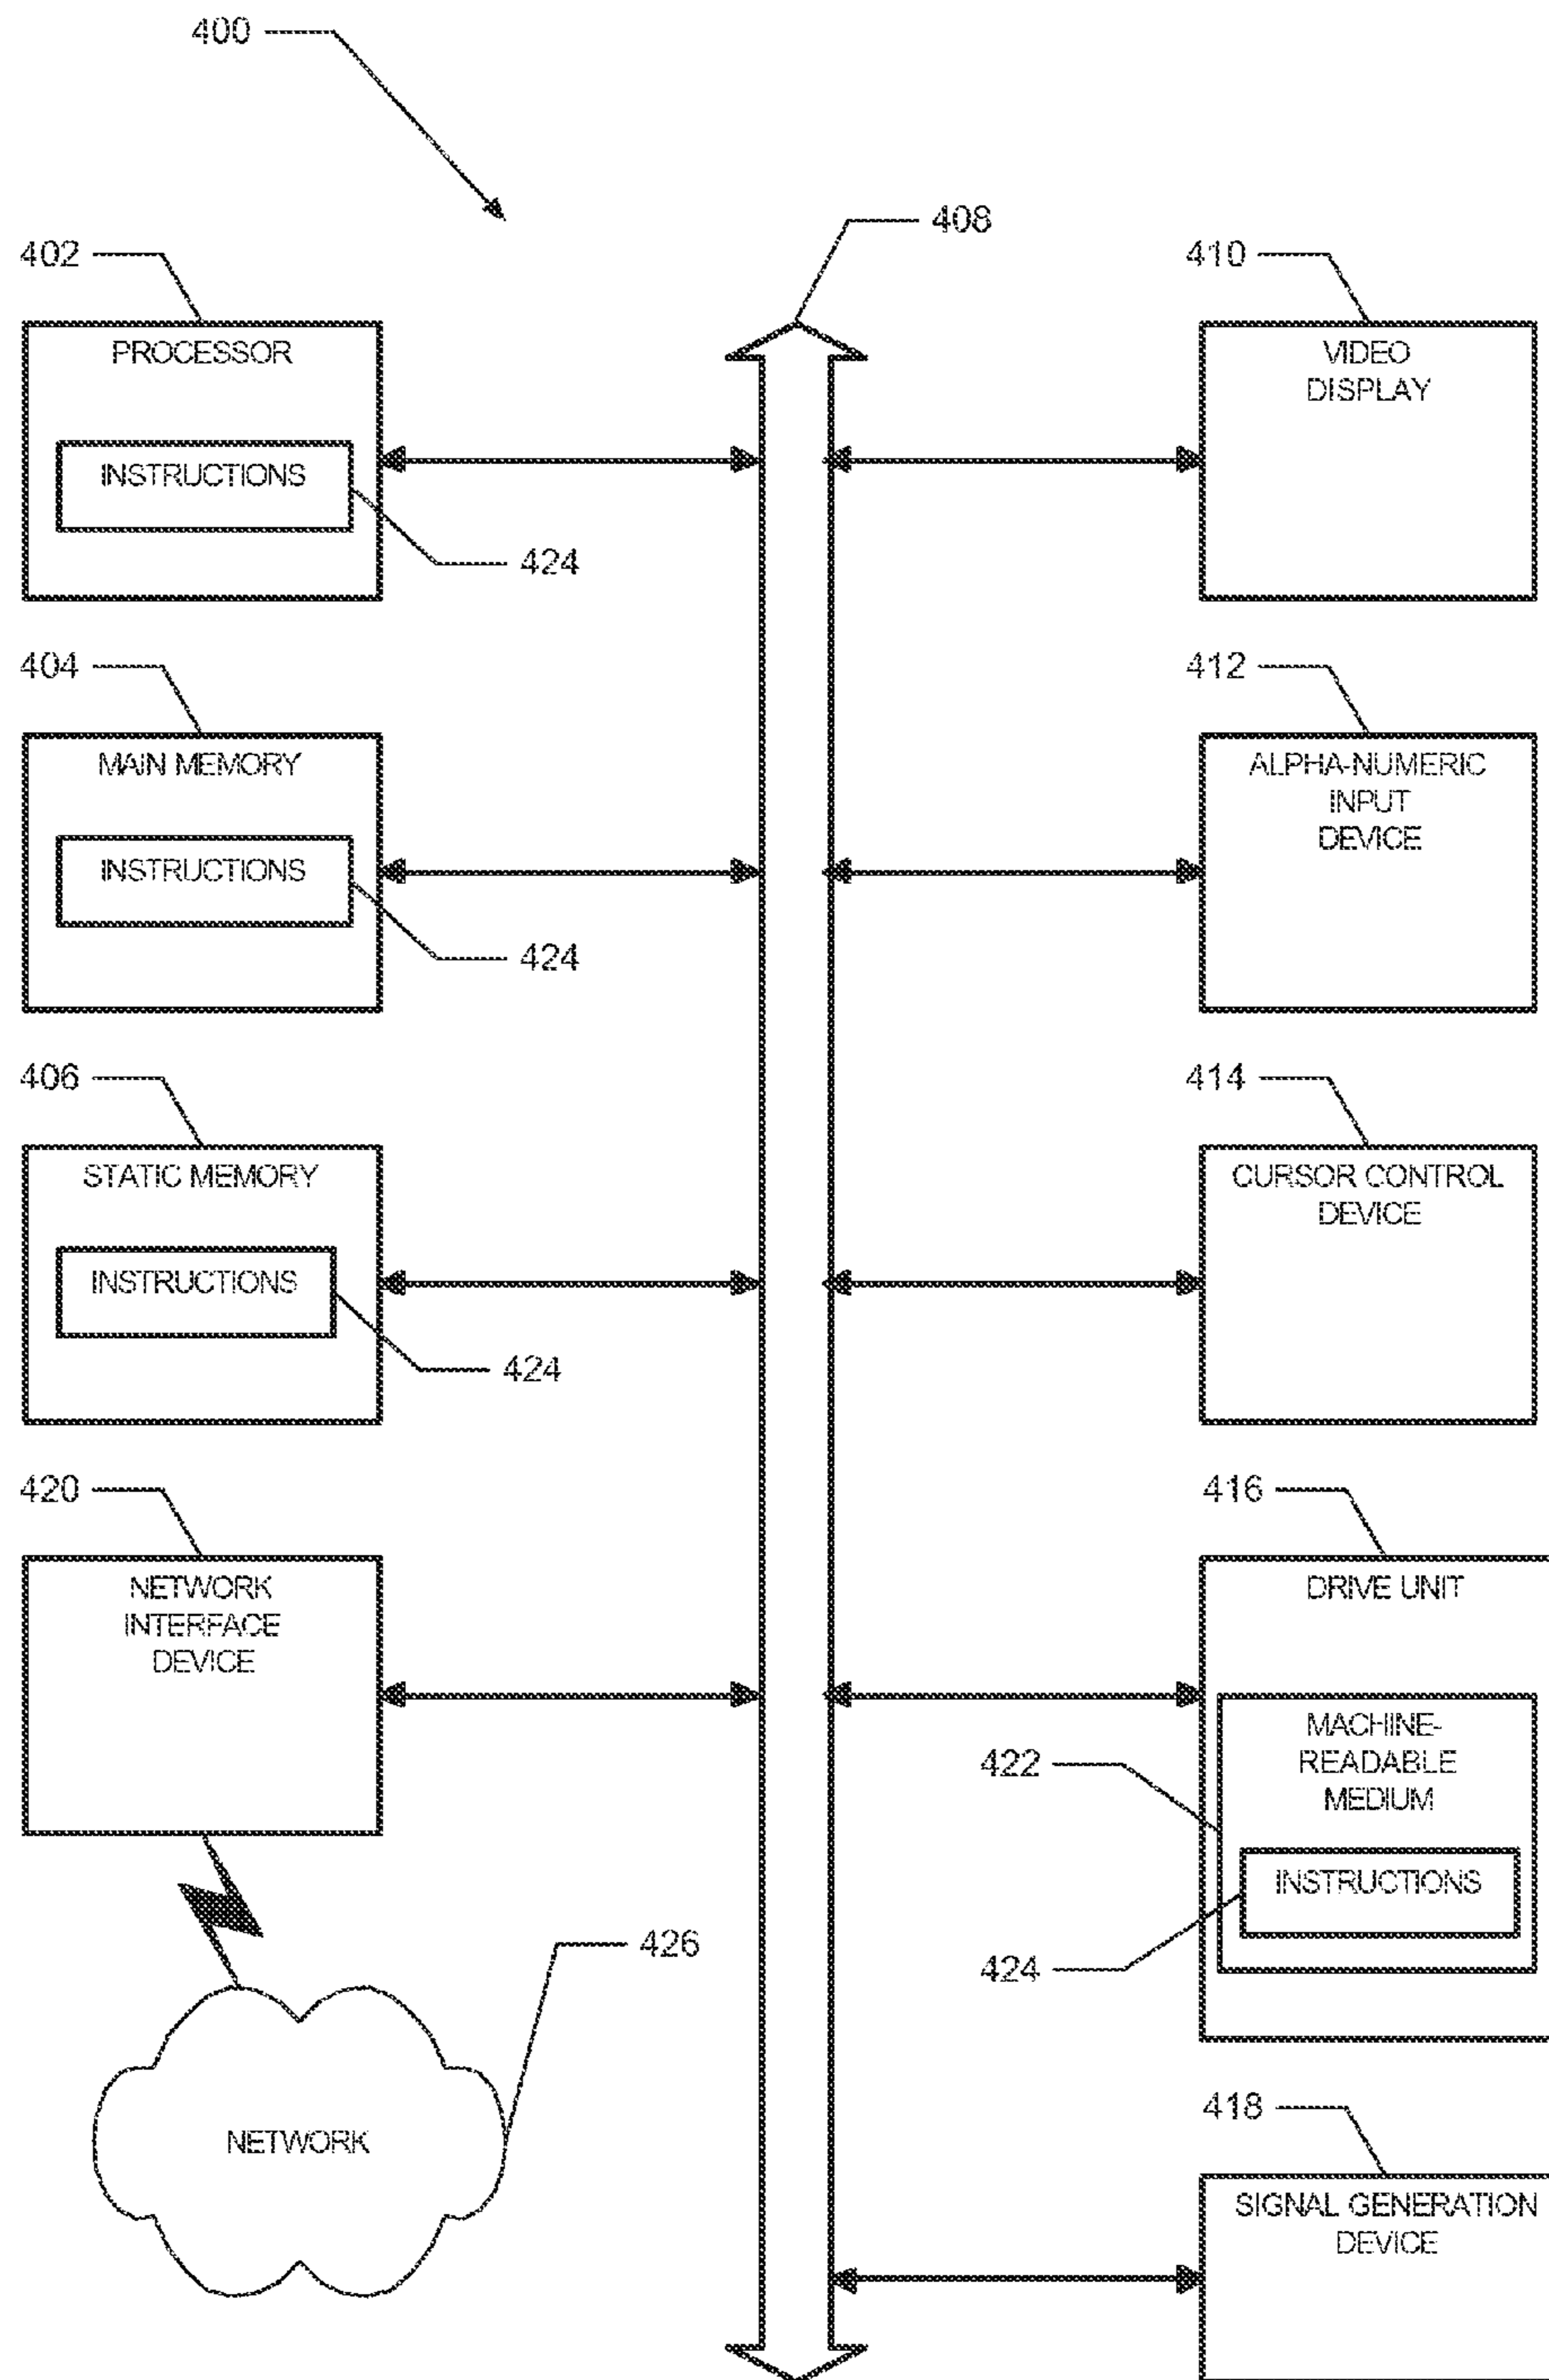 400
408
402
PROCESSOR
INSTRUCTIONS
424
410
VIDEO
DISPLAY
404
MAIN MEMORY
INSTRUCTIONS
424
412
ALPHA-NUMERIC
INPUT
DEVICE
406
STATIC MEMORY
INSTRUCTIONS
424
414
CURSOR CONTROL
DEVICE
420
NETWORK
INTERFACE
DEVICE
416
DRIVE UNIT
422
MACHINE-
READABLE
MEDIUM
INSTRUCTIONS
424
426
NETWORK
418
SIGNAL GENERATION
DEVICE